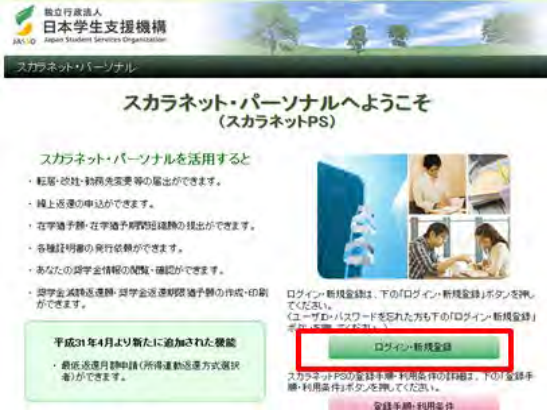 独立行政法人
日本学生支援機構
JASSO Japan Student Services Organization
スカラネット・パーソナル
スカラネット・パーソナルへようこそ
(スカラネットPS)
スカラネット・パーソナルを活用すると
・転居・改姓・勤務先変更等の届出ができます。
・繰上返還の申込ができます。
・在学猶予願・在学猶予期間短縮願の提出ができます。
・各種証明書の発行依頼ができます。
・あなたの奨学金情報の閲覧・確認ができます。
・奨学金減額返還願・奨学金返還期限猶予願の作成・印刷
ができます。
平成31年4月より新たに追加された機能
・最低返還月額申請(所得連動返還方式選択
者)ができます。
ログイン・新規登録は、下の「ログイン・新規登録」ボタンを押し
てください。
(ユーザID・パスワードを忘れた方も下の「ログイン・新規登録」
ボタンを押してください。)
ログイン・新規登録
スカラネットPSの登録手順・利用条件の詳細は、下の「登録手
順・利用条件」ボタンを押してください。
登録手順・利用条件